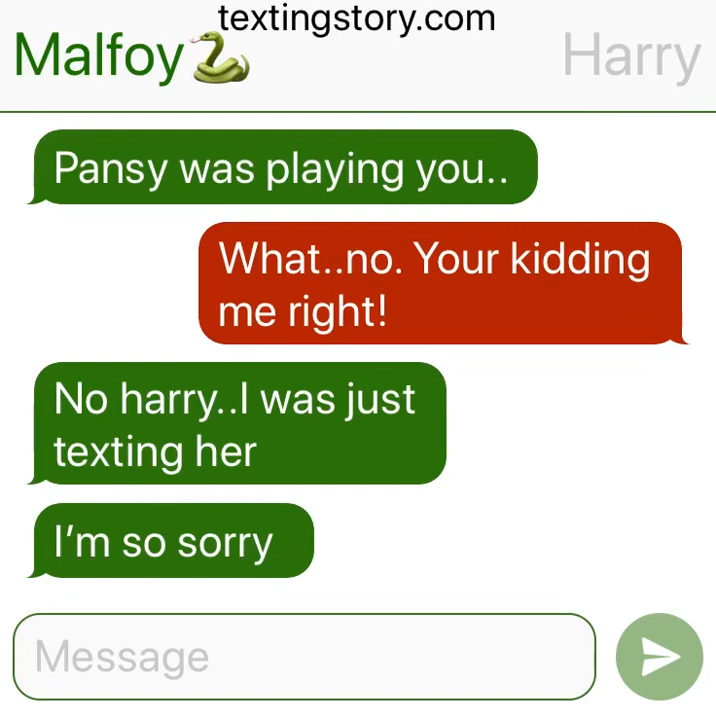 textingstory.com
Malfoy🐍
Harry
Pansy was playing you..
What..no. Your kidding
me right!
No harry..I was just
texting her
I’m so sorry
Message